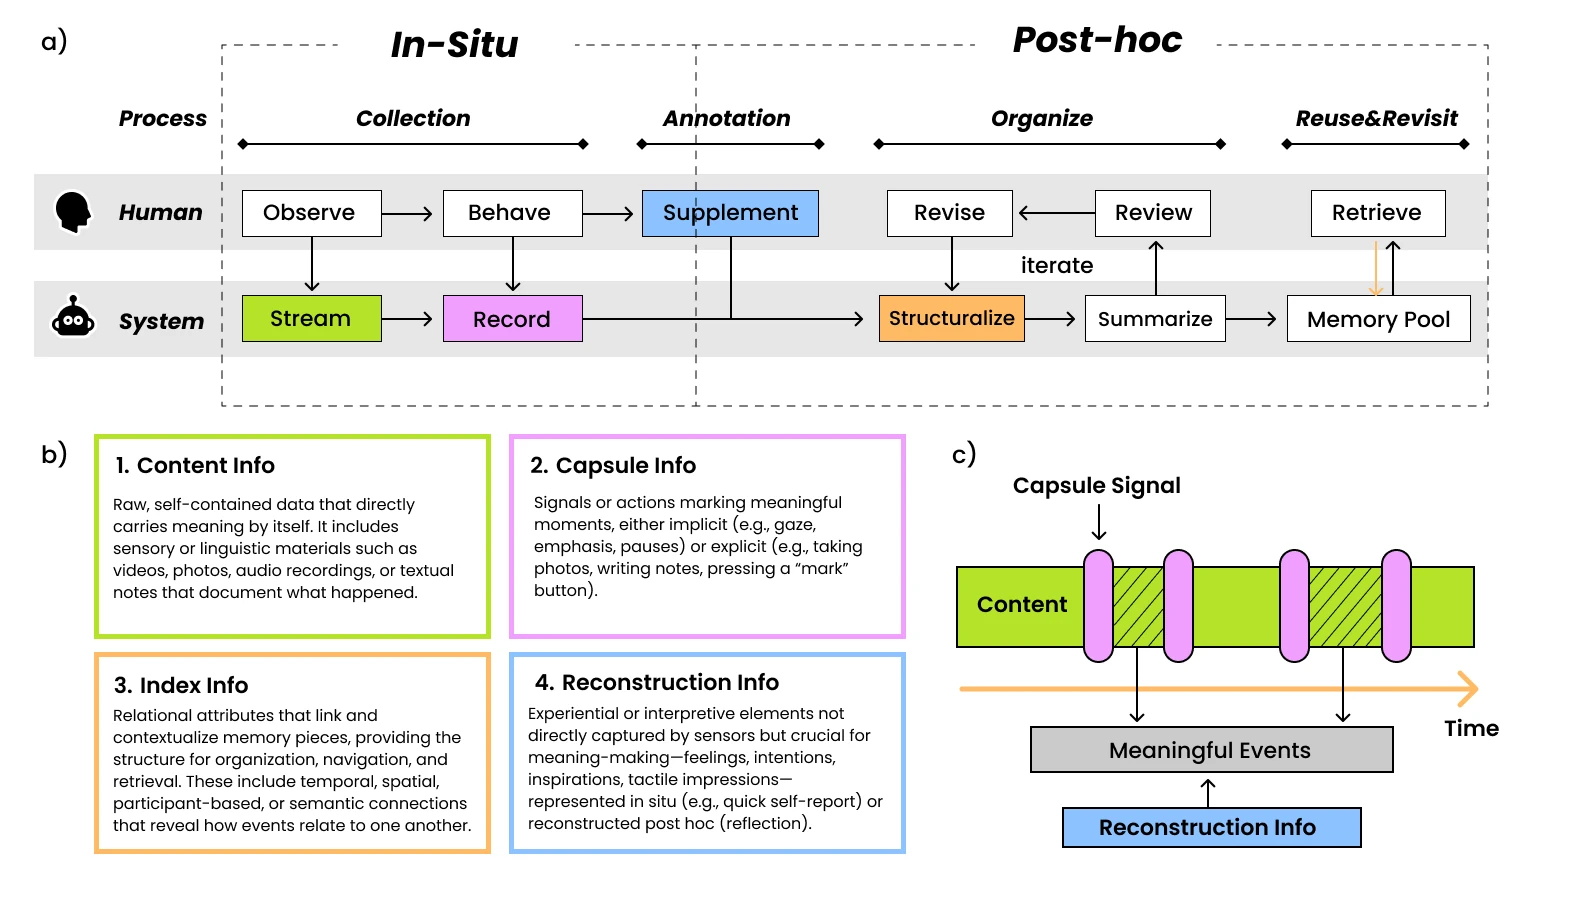 a)
In-Situ
Post-hoc
Process
Collection
Annotation
Organize
Reuse&Revisit
Human
Observe
Behave
Supplement
Revise
Review
Retrieve
iterate
System
Stream
Record
Structuralize
Summarize
Memory Pool
b)
1. Content Info
Raw, self-contained data that directly
carries meaning by itself. It includes
sensory or linguistic materials such as
videos, photos, audio recordings, or textual
notes that document what happened.
2. Capsule Info
Signals or actions marking meaningful
moments, either implicit (e.g., gaze,
emphasis, pauses) or explicit (e.g., taking
photos, writing notes, pressing a “mark”
button).
3. Index Info
Relational attributes that link and
contextualize memory pieces, providing the
structure for organization, navigation, and
retrieval. These include temporal, spatial,
participant-based, or semantic connections
that reveal how events relate to one another.
4. Reconstruction Info
Experiential or interpretive elements not
directly captured by sensors but crucial for
meaning-making—feelings, intentions,
inspirations, tactile impressions—
represented in situ (e.g., quick self-report) or
reconstructed post hoc (reflection).
c)
Capsule Signal
Content
Time
Meaningful Events
Reconstruction Info